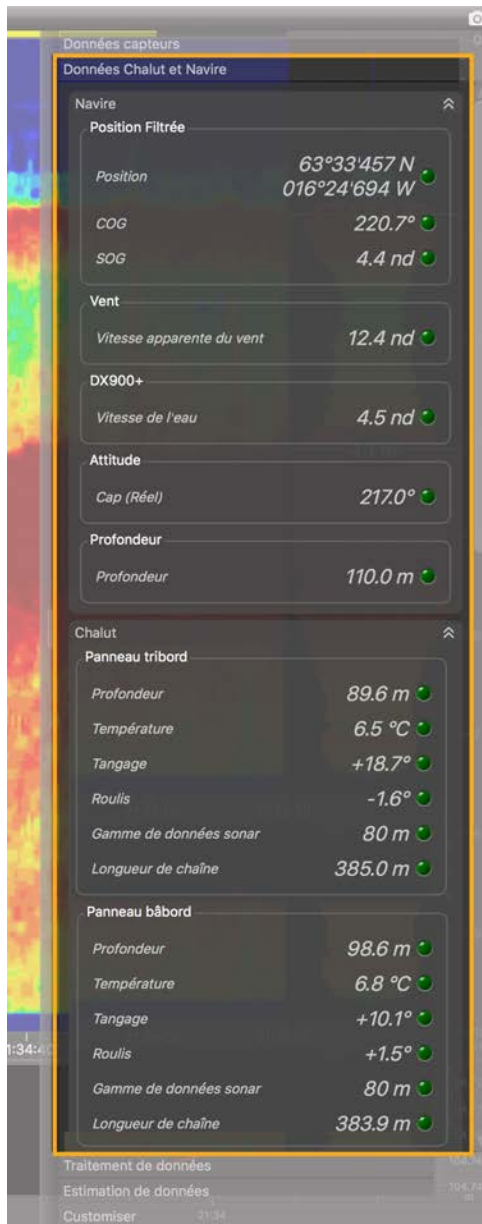 Données capteurs
Données Chalut et Navire
Navire
Position Filtrée
Position 63°33'457 N
016°24'694 W
COG 220.7°
SOG 4.4 nd
Vent
Vitesse apparente du vent 12.4 nd
DX900+
Vitesse de l'eau 4.5 nd
Attitude
Cap (Réel) 217.0°
Profondeur
Profondeur 110.0 m
Chalut
Panneau tribord
Profondeur 89.6 m
Température 6.5 °C
Tangage +18.7°
Roulis -1.6°
Gamme de données sonar 80 m
Longueur de chaîne 385.0 m
Panneau bâbord
Profondeur 98.6 m
Température 6.8 °C
Tangage +10.1°
Roulis +1.5°
1:34:40
Gamme de données sonar 80 m
Longueur de chaîne 383.9 m
Traitement de données
Estimation de données
Customiser 21:34